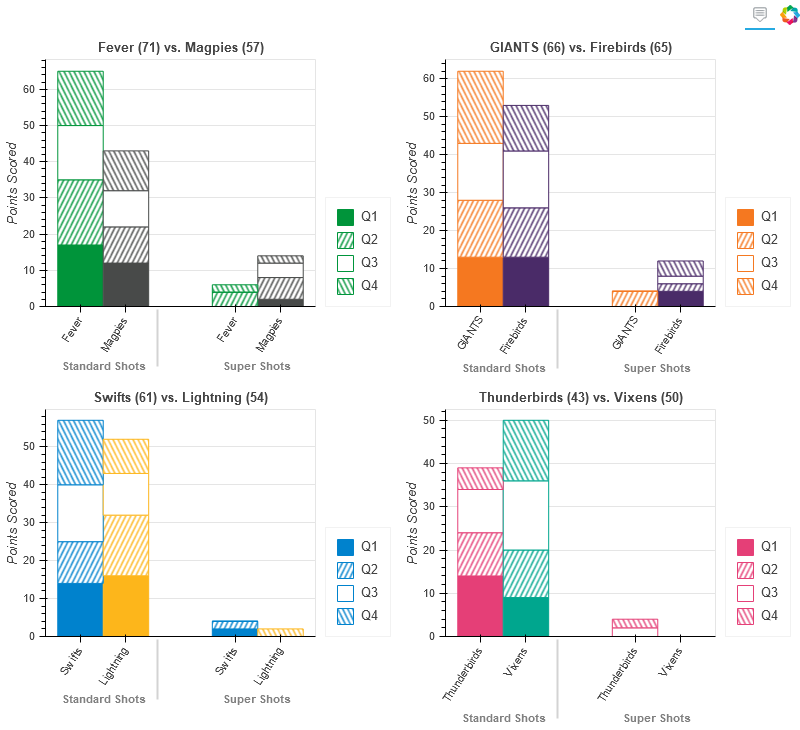 Fever (71) vs. Magpies (57)
Points Scored
60
50
40
30
20
10
0
Fever
Magpies
Fever
Magpies
Standard Shots
Super Shots
Q1
Q2
Q3
Q4
GIANTS (66) vs. Firebirds (65)
Points Scored
60
50
40
30
20
10
0
GIANTS
Firebirds
GIANTS
Firebirds
Standard Shots
Super Shots
Q1
Q2
Q3
Q4
Swifts (61) vs. Lightning (54)
Points Scored
50
40
30
20
10
0
Swifts
Lightning
Swifts
Lightning
Standard Shots
Super Shots
Q1
Q2
Q3
Q4
Thunderbirds (43) vs. Vixens (50)
Points Scored
50
40
30
20
10
0
Thunderbirds
Vixens
Thunderbirds
Vixens
Standard Shots
Super Shots
Q1
Q2
Q3
Q4